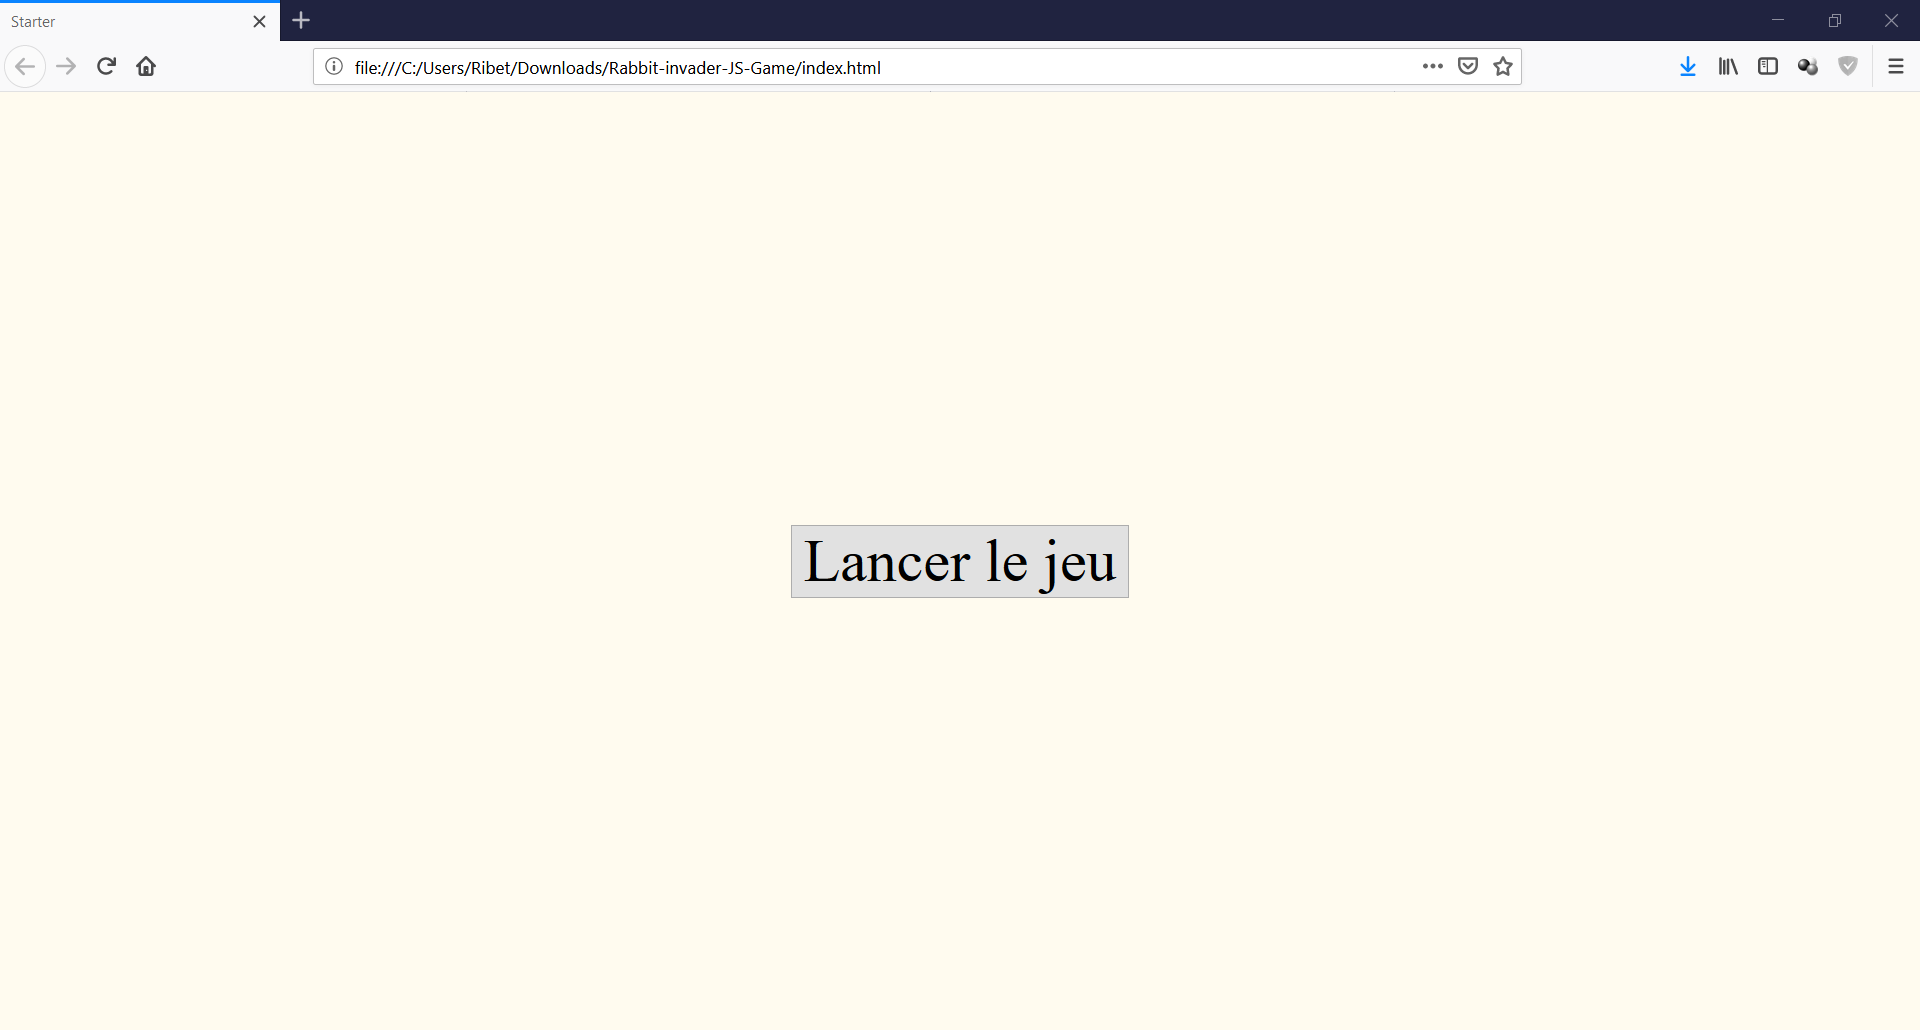 Starter
file:///C:/Users/Ribet/Downloads/Rabbit-invader-JS-Game/index.html
Lancer le jeu